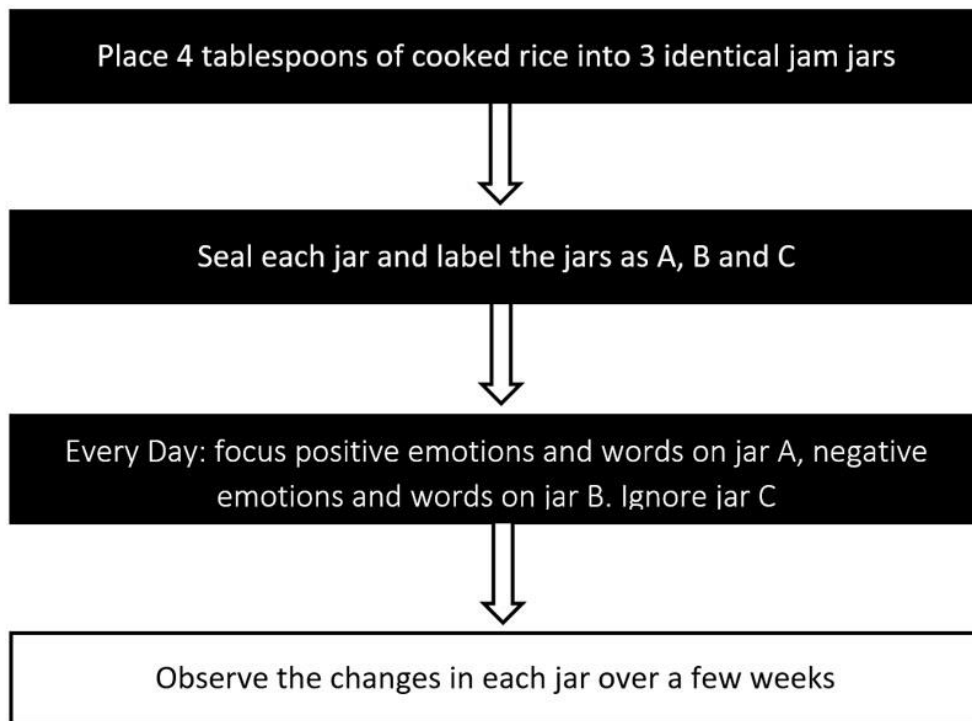 Place 4 tablespoons of cooked rice into 3 identical jam jars
Seal each jar and label the jars as A, B and C
Every Day: focus positive emotions and words on jar A, negative
emotions and words on jar B. Ignore jar C
Observe the changes in each jar over a few weeks